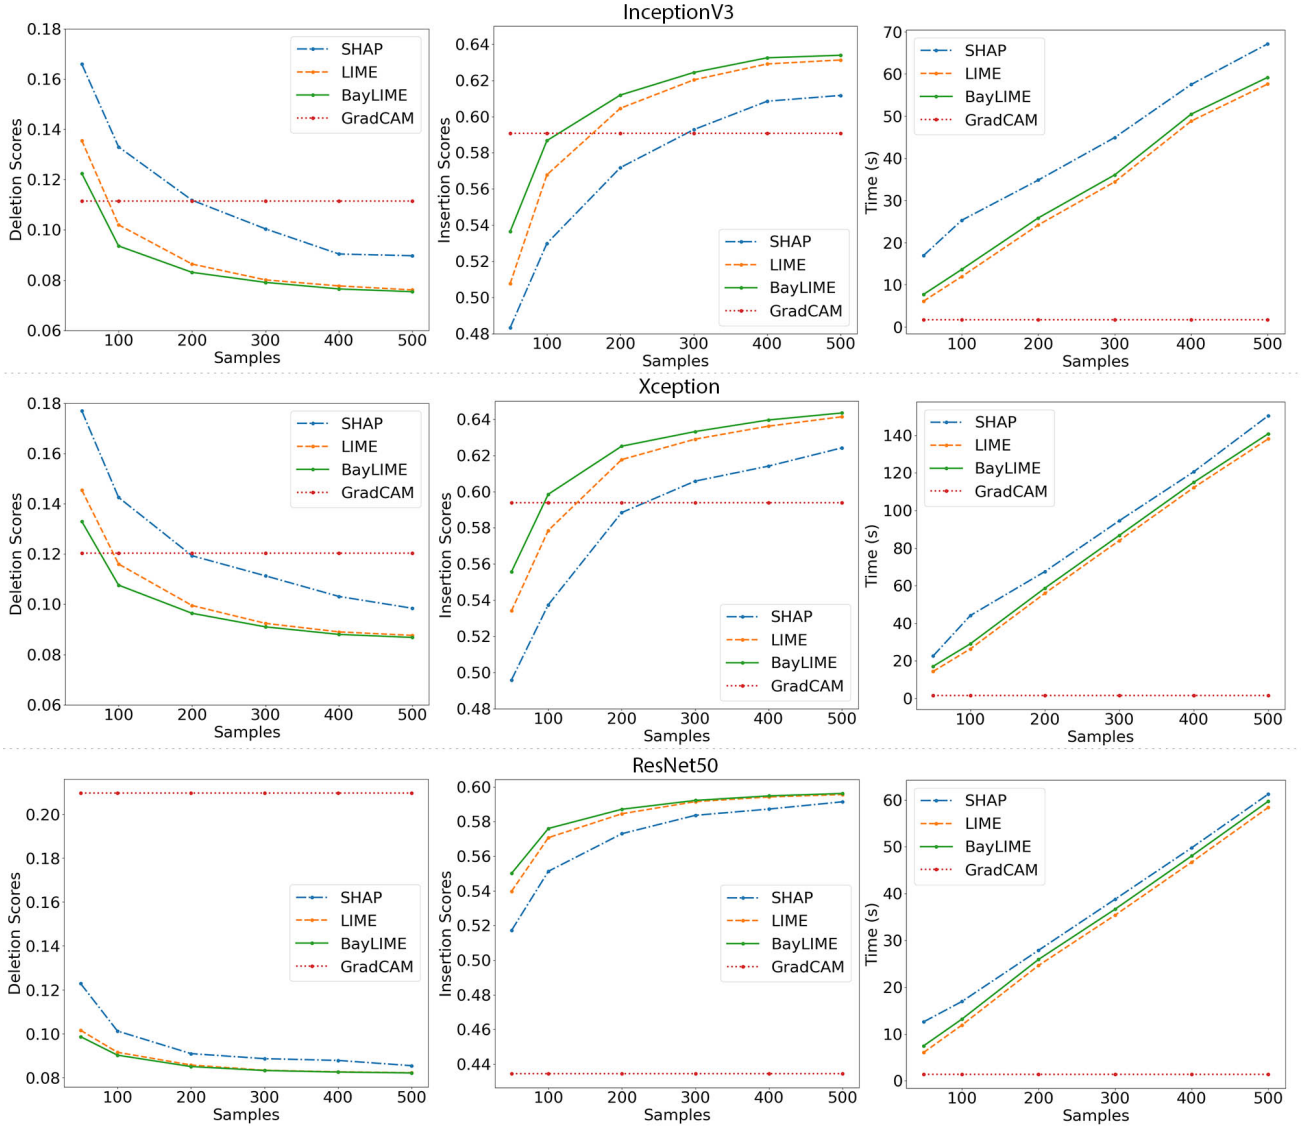 InceptionV3
0.18
0.16
0.14
0.12
0.10
0.08
0.06
Deletion Scores
100 200 300 400 500
Samples
SHAP
LIME
BayLIME
GradCAM
0.64
0.62
0.60
0.58
0.56
0.54
0.52
0.50
0.48
Insertion Scores
100 200 300 400 500
Samples
SHAP
LIME
BayLIME
GradCAM
70
60
50
40
30
20
10
0
Time (s)
100 200 300 400 500
Samples
SHAP
LIME
BayLIME
GradCAM
Xception
0.18
0.16
0.14
0.12
0.10
0.08
0.06
Deletion Scores
100 200 300 400 500
Samples
SHAP
LIME
BayLIME
GradCAM
0.64
0.62
0.60
0.58
0.56
0.54
0.52
0.50
0.48
Insertion Scores
100 200 300 400 500
Samples
SHAP
LIME
BayLIME
GradCAM
140
120
100
80
60
40
20
0
Time (s)
100 200 300 400 500
Samples
SHAP
LIME
BayLIME
GradCAM
ResNet50
0.20
0.18
0.16
0.14
0.12
0.10
0.08
Deletion Scores
100 200 300 400 500
Samples
SHAP
LIME
BayLIME
GradCAM
0.60
0.58
0.56
0.54
0.52
0.50
0.48
0.46
0.44
Insertion Scores
100 200 300 400 500
Samples
SHAP
LIME
BayLIME
GradCAM
60
50
40
30
20
10
0
Time (s)
100 200 300 400 500
Samples
SHAP
LIME
BayLIME
GradCAM